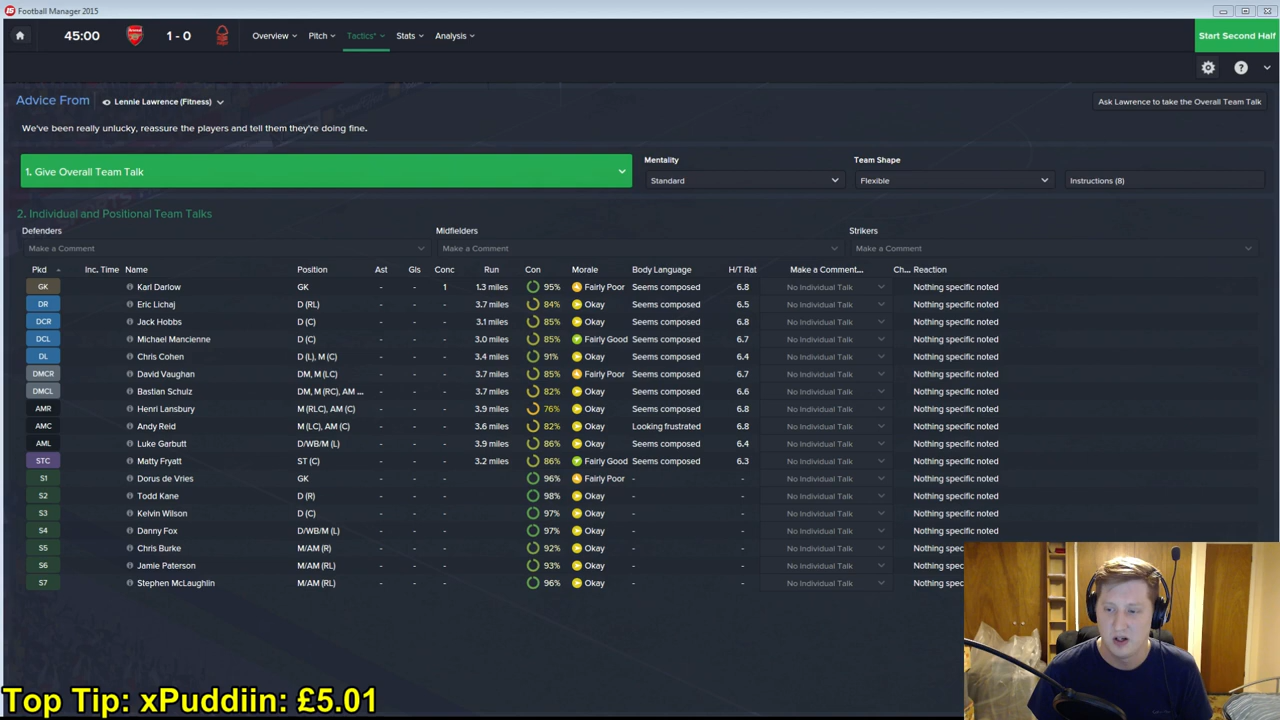 Football Manager 2015
45:00 1 - 0 Overview Pitch Tactics* Stats Analysis Start Second Half
Advice From Lennie Lawrence (Fitness) Ask Lawrence to take the Overall Team Talk
We've been really unlucky, reassure the players and tell them they're doing fine.
Mentality Team Shape
1. Give Overall Team Talk Standard Flexible Instructions (8)
2. Individual and Positional Team Talks
Defenders Midfielders Strikers
Make a Comment Make a Comment Make a Comment
Pkd Inc. Time Name Position Ast Gls Conc Run Con Morale Body Language H/T Rat Make a Comment... Ch... Reaction
GK Karl Darlow GK - - 1 1.3 miles 95% Fairly Poor Seems composed 6.8 No Individual Talk Nothing specific noted
DR Eric Lichaj D (RL) - - - 3.7 miles 84% Okay Seems composed 6.5 No Individual Talk Nothing specific noted
DCR Jack Hobbs D (C) - - - 3.1 miles 85% Okay Seems composed 6.8 No Individual Talk Nothing specific noted
DCL Michael Mancienne D (C) - - - 3.0 miles 85% Fairly Good Seems composed 6.7 No Individual Talk Nothing specific noted
DL Chris Cohen D (L), M (C) - - - 3.4 miles 91% Okay Seems composed 6.4 No Individual Talk Nothing specific noted
DMCR David Vaughan DM, M (LC) - - - 3.7 miles 85% Fairly Poor Seems composed 6.7 No Individual Talk Nothing specific noted
DMCL Bastian Schulz DM, M (RC), AM ... - - - 3.7 miles 82% Okay Seems composed 6.6 No Individual Talk Nothing specific noted
AMR Henri Lansbury M (RLC), AM (C) - - - 3.9 miles 76% Okay Seems composed 6.8 No Individual Talk Nothing specific noted
AMC Andy Reid M (LC), AM (C) - - - 3.6 miles 82% Okay Looking frustrated 6.8 No Individual Talk Nothing specific noted
AML Luke Garbutt D/WB/M (L) - - - 3.9 miles 86% Okay Seems composed 6.4 No Individual Talk Nothing specific noted
STC Matty Fryatt ST (C) - - - 3.2 miles 86% Fairly Good Seems composed 6.3 No Individual Talk Nothing specific noted
S1 Dorus de Vries GK 96% Fairly Poor - - No Individual Talk Nothing specific noted
S2 Todd Kane D (R) 98% Okay - - No Individual Talk Nothing specific noted
S3 Kelvin Wilson D (C) 97% Okay - - No Individual Talk Nothing specific noted
S4 Danny Fox D/WB/M (L) 97% Okay - - No Individual Talk Nothing specific noted
S5 Chris Burke M/AM (R) 92% Okay - - No Individual Talk Nothing spec
S6 Jamie Paterson M/AM (RL) 93% Okay - - No Individual Talk Nothing spec
S7 Stephen McLaughlin M/AM (RL) 96% Okay - - No Individual Talk Nothing spec
Top Tip: xPuddiin: £5.01